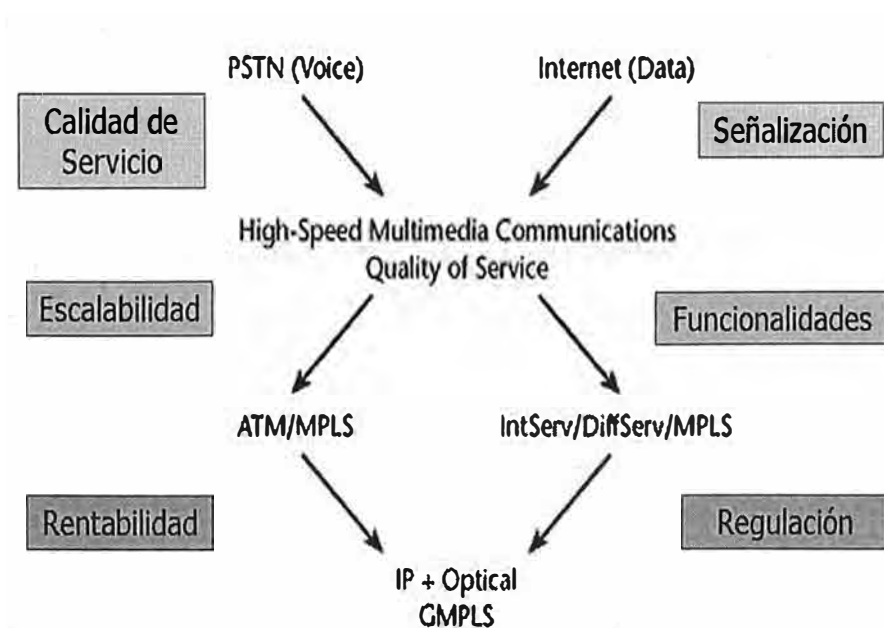 PSTN (Voice)
Internet (Data)
Calidad de
Servicio
Señalización
High-Speed Multimedia Communications
Quality of Service
Escalabilidad
Funcionalidades
ATM/MPLS
IntServ/DiffServ/MPLS
Rentabilidad
Regulación
IP + Optical
GMPLS